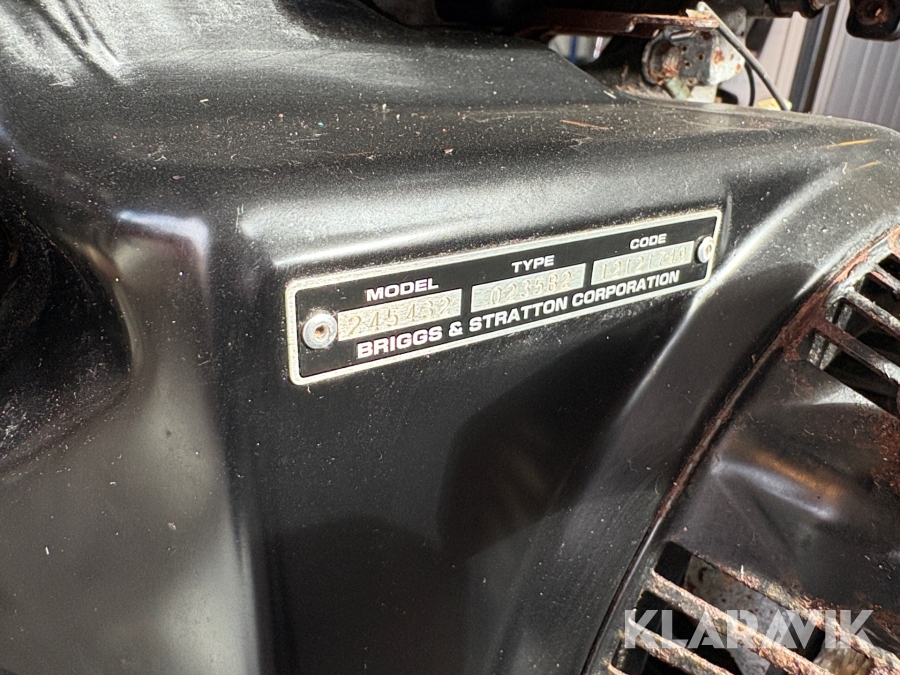 MODEL TYPE CODE
245432 023582
BRIGGS & STRATTON CORPORATION
KLARAVIK